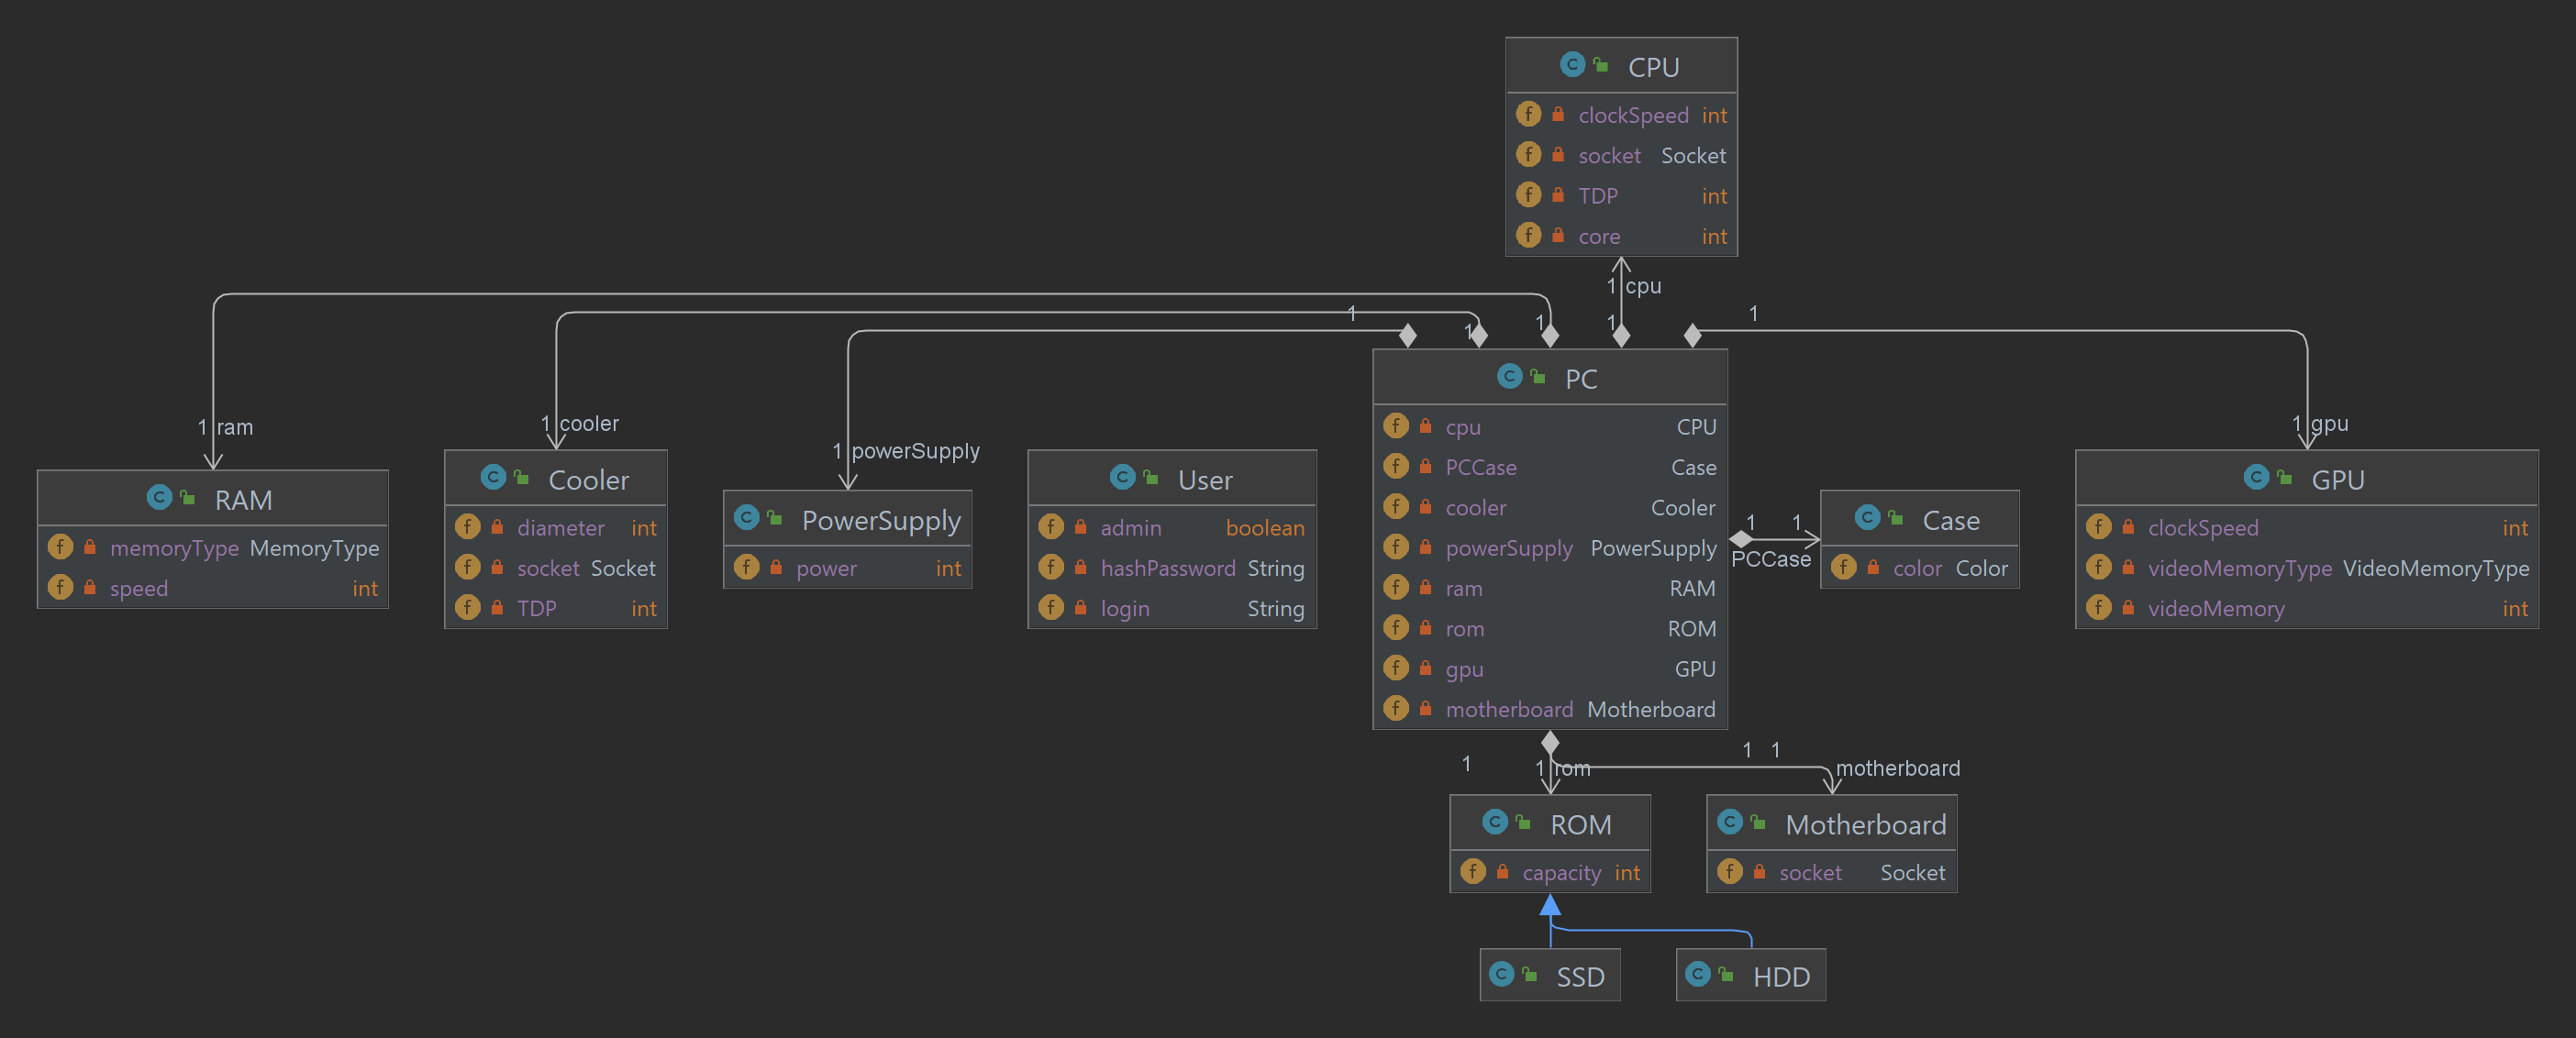 CPU
clockSpeed int
socket Socket
TDP int
core int
1 cpu
1
1
1
1
1
1 ram
1 cooler
1 powerSupply
1 gpu
RAM
memoryType MemoryType
speed int
Cooler
diameter int
socket Socket
TDP int
PowerSupply
power int
User
admin boolean
hashPassword String
login String
PC
cpu CPU
PCCase Case
cooler Cooler
powerSupply PowerSupply
ram RAM
rom ROM
gpu GPU
motherboard Motherboard
1 1
PCCase
Case
color Color
GPU
clockSpeed int
videoMemoryType VideoMemoryType
videoMemory int
1
1 rom
1 1
motherboard
ROM
capacity int
Motherboard
socket Socket
SSD
HDD